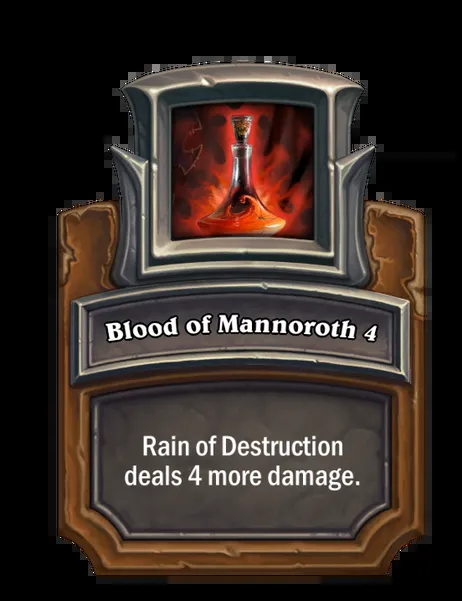 Blood of Mannoroth 4
Rain of Destruction
deals 4 more damage.